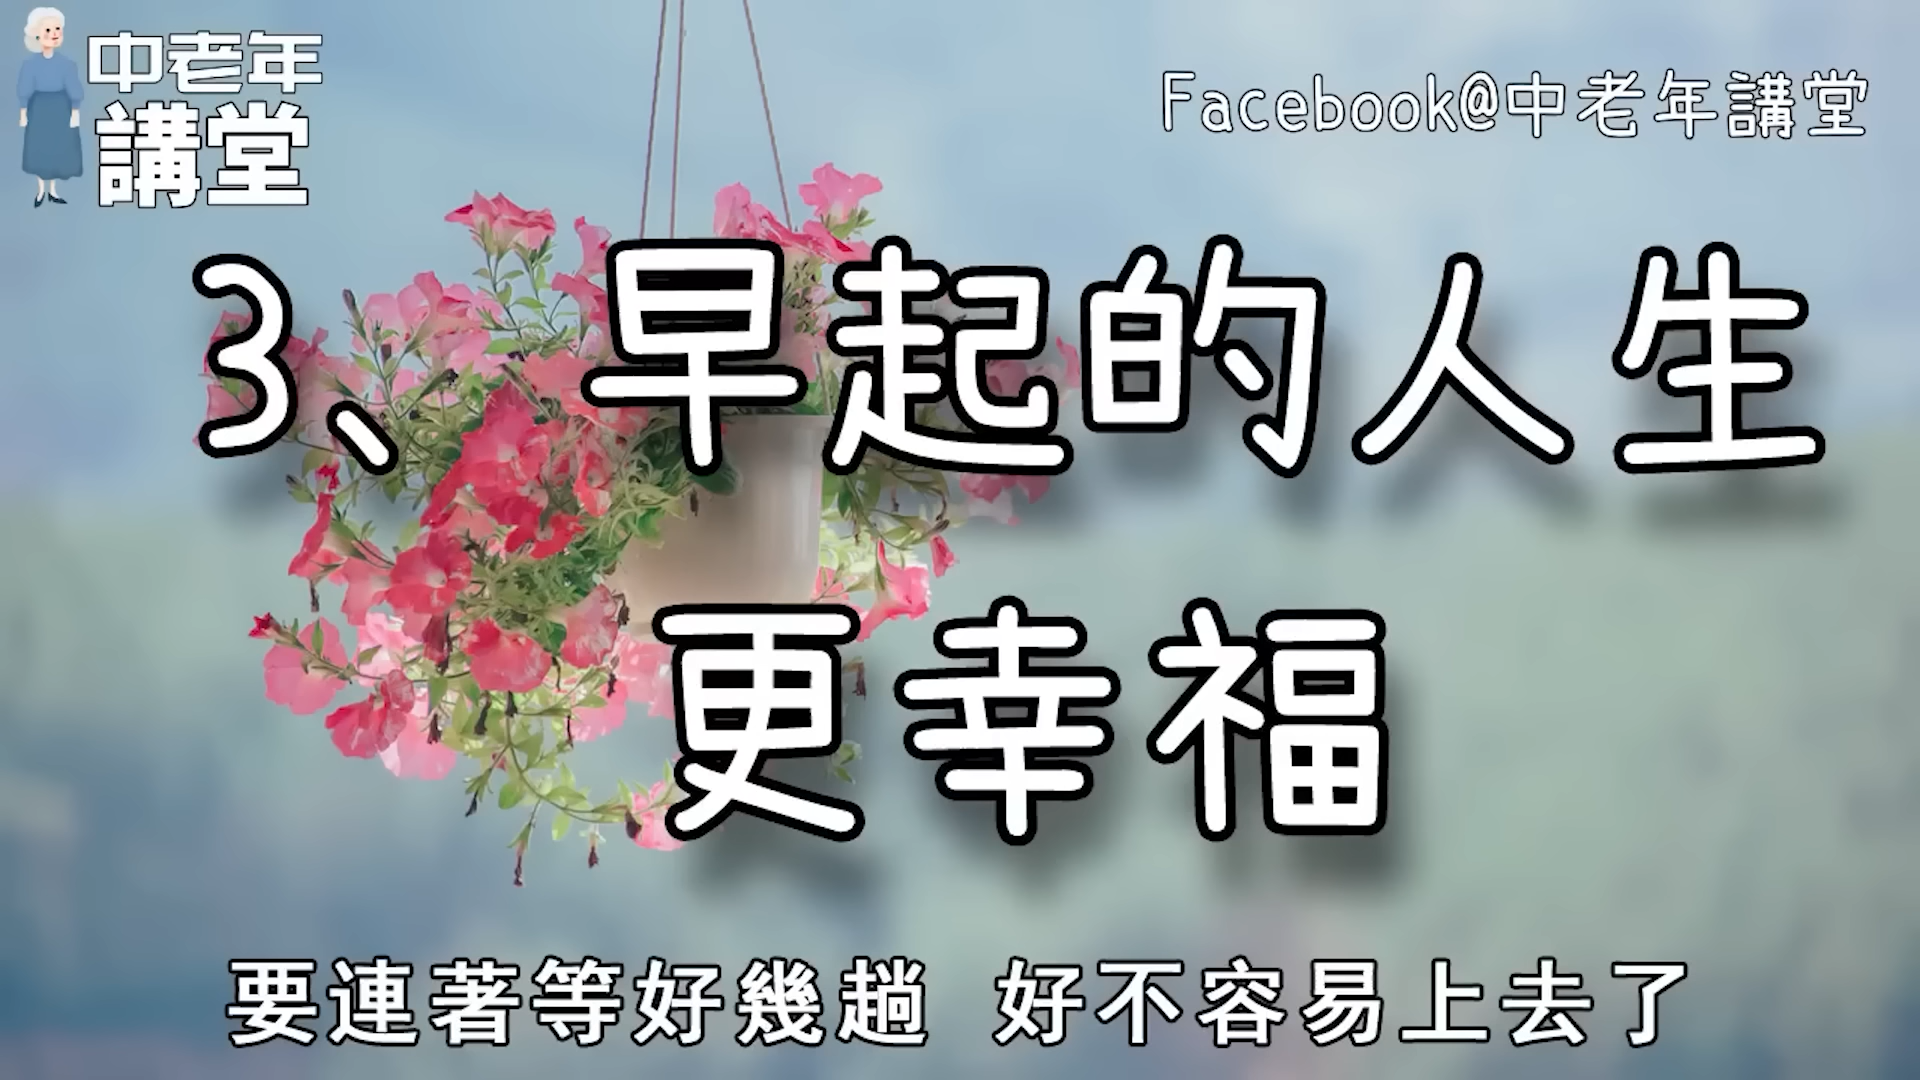 中老年
講堂
Facebook@中老年講堂
3、早起的人生
更幸福
要連著等好幾趟 好不容易上去了